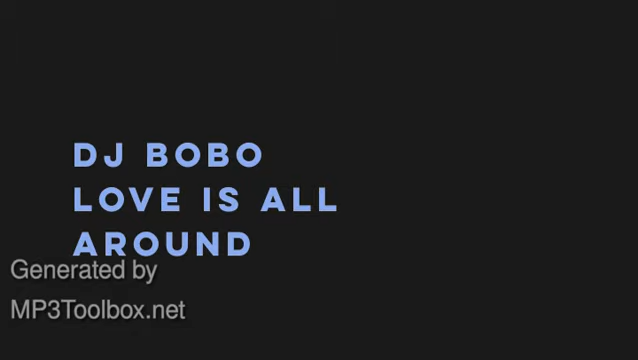 DJ BOBO
LOVE IS ALL
AROUND
Generated by
MP3Toolbox.net